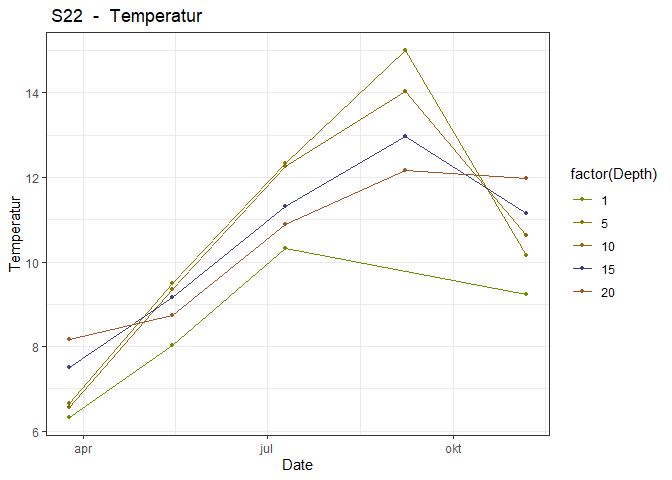 S22 - Temperatur
14
12
10
8
6
Temperatur
apr
jul
okt
Date
factor(Depth)
1
5
10
15
20